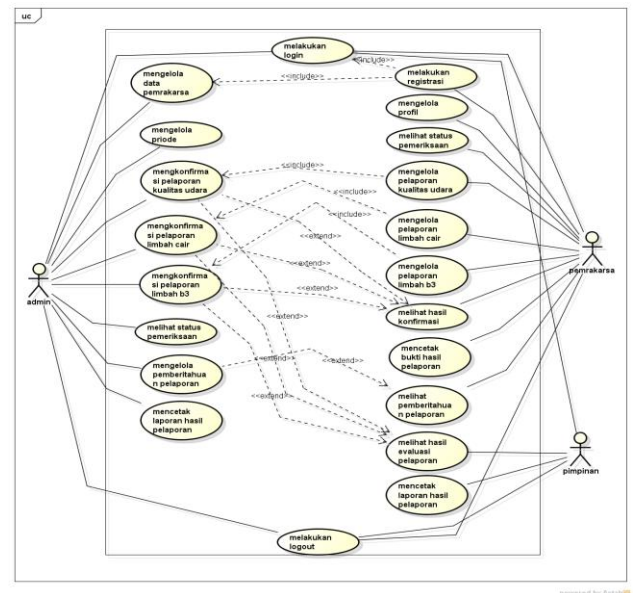 uc
melakukan
login
<<include>>
mengelola
data
pemrakarsa
<<include>>
melakukan
registrasi
mengelola
profil
mengelola
priode
melihat status
pemeriksaan
mengkonfirma
si pelaporan
kualitas udara
<<include>>
mengelola
pelaporan
kualitas udara
<<include>>
<<include>>
mengkonfirma
si pelaporan
limbah cair
mengelola
pelaporan
limbah cair
<<extend>>
admin
pemrakarsa
mengkonfirma
si pelaporan
limbah b3
mengelola
pelaporan
limbah b3
<<extend>>
melihat hasil
konfirmasi
<<extend>>
melihat status
pemeriksaan
mencetak
bukti hasil
pelaporan
<<extend>>
<<extend>>
mengelola
pemberitahua
n pelaporan
melihat
pemberitahua
n pelaporan
<<extend>>
mencetak
laporan hasil
pelaporan
melihat hasil
evaluasi
pelaporan
pimpinan
mencetak
laporan hasil
pelaporan
melakukan
logout